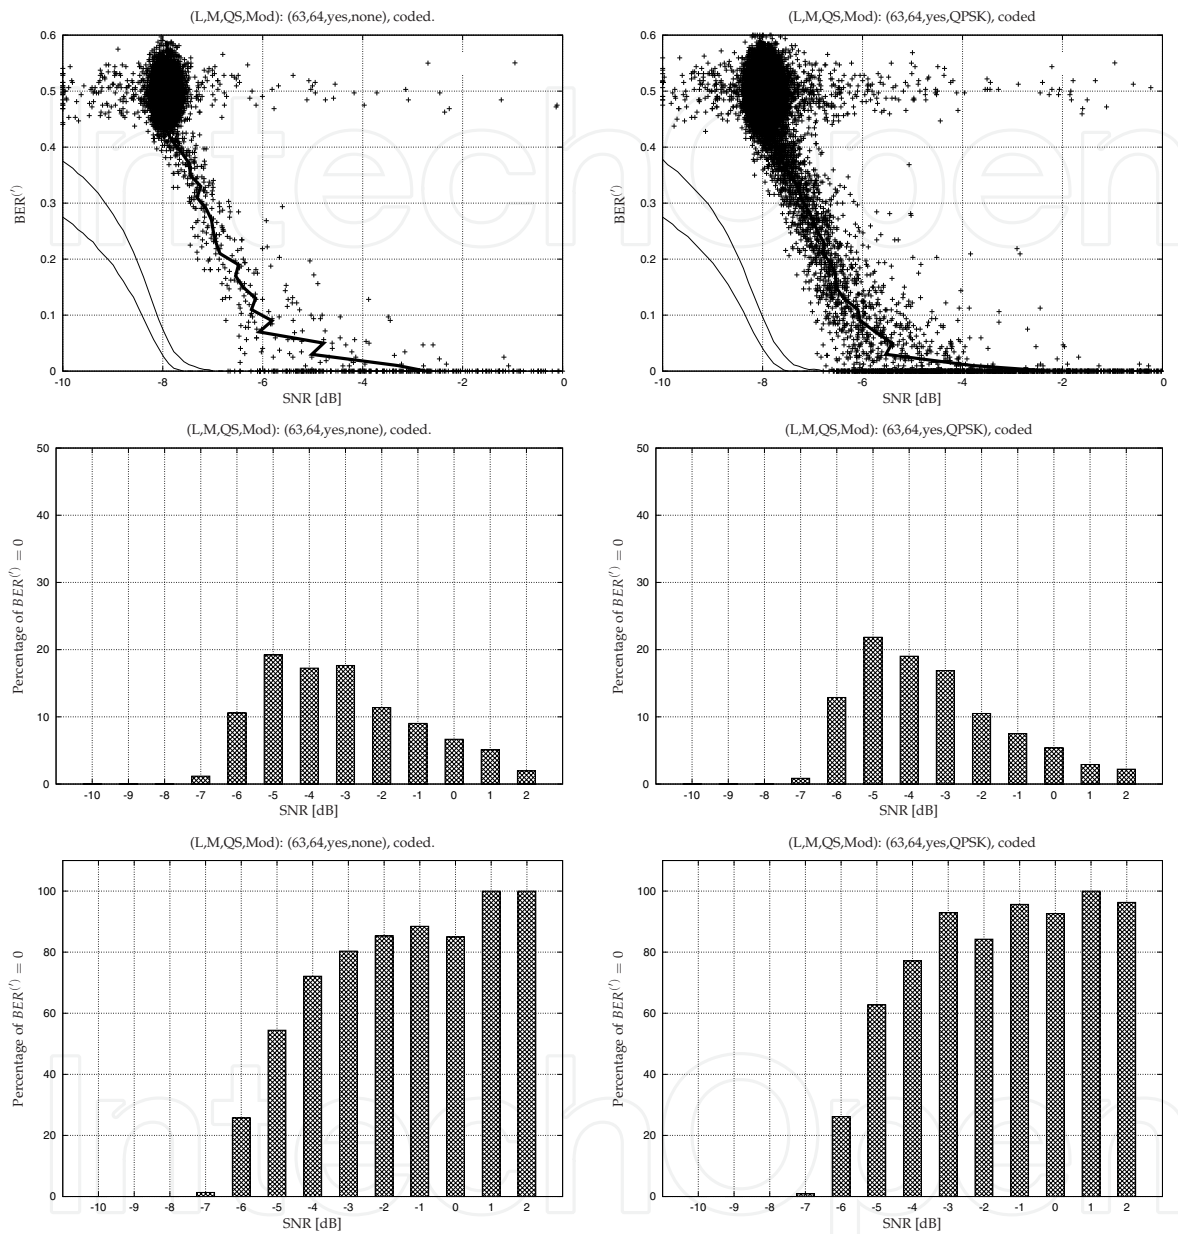 (L,M,QS,Mod): (63,64,yes,none), coded.
BER(′)
0.6
0.5
0.4
0.3
0.2
0.1
0
-10 -8 -6 -4 -2 0
SNR [dB]
(L,M,QS,Mod): (63,64,yes,QPSK), coded
BER(′)
0.6
0.5
0.4
0.3
0.2
0.1
0
-10 -8 -6 -4 -2 0
SNR [dB]
(L,M,QS,Mod): (63,64,yes,none), coded.
Percentage of BER(′) = 0
50
40
30
20
10
0
-10 -9 -8 -7 -6 -5 -4 -3 -2 -1 0 1 2
SNR [dB]
(L,M,QS,Mod): (63,64,yes,QPSK), coded
Percentage of BER(′) = 0
50
40
30
20
10
0
-10 -9 -8 -7 -6 -5 -4 -3 -2 -1 0 1 2
SNR [dB]
(L,M,QS,Mod): (63,64,yes,none), coded.
Percentage of BER(′) = 0
100
80
60
40
20
0
-10 -9 -8 -7 -6 -5 -4 -3 -2 -1 0 1 2
SNR [dB]
(L,M,QS,Mod): (63,64,yes,QPSK), coded
Percentage of BER(′) = 0
100
80
60
40
20
0
-10 -9 -8 -7 -6 -5 -4 -3 -2 -1 0 1 2
SNR [dB]
IntechOpen
IntechOpen